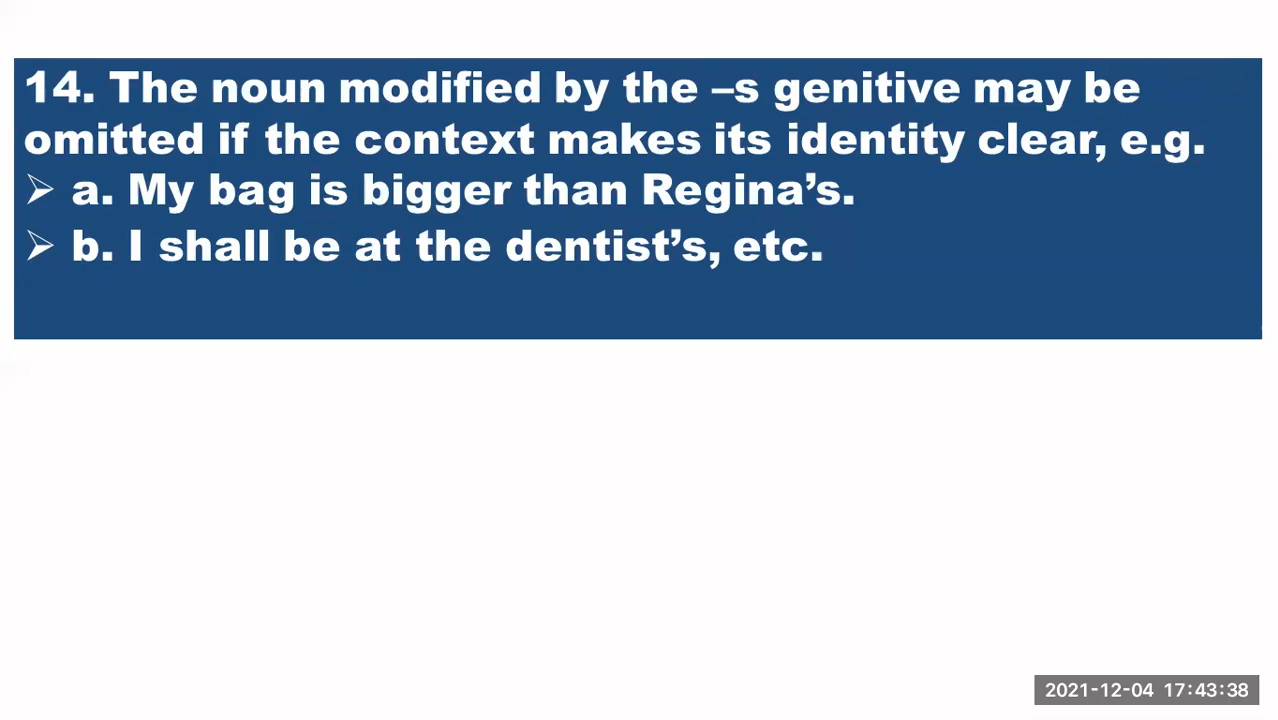 14. The noun modified by the –s genitive may be
omitted if the context makes its identity clear, e.g.
➢ a. My bag is bigger than Regina’s.
➢ b. I shall be at the dentist’s, etc.
2021-12-04 17:43:38